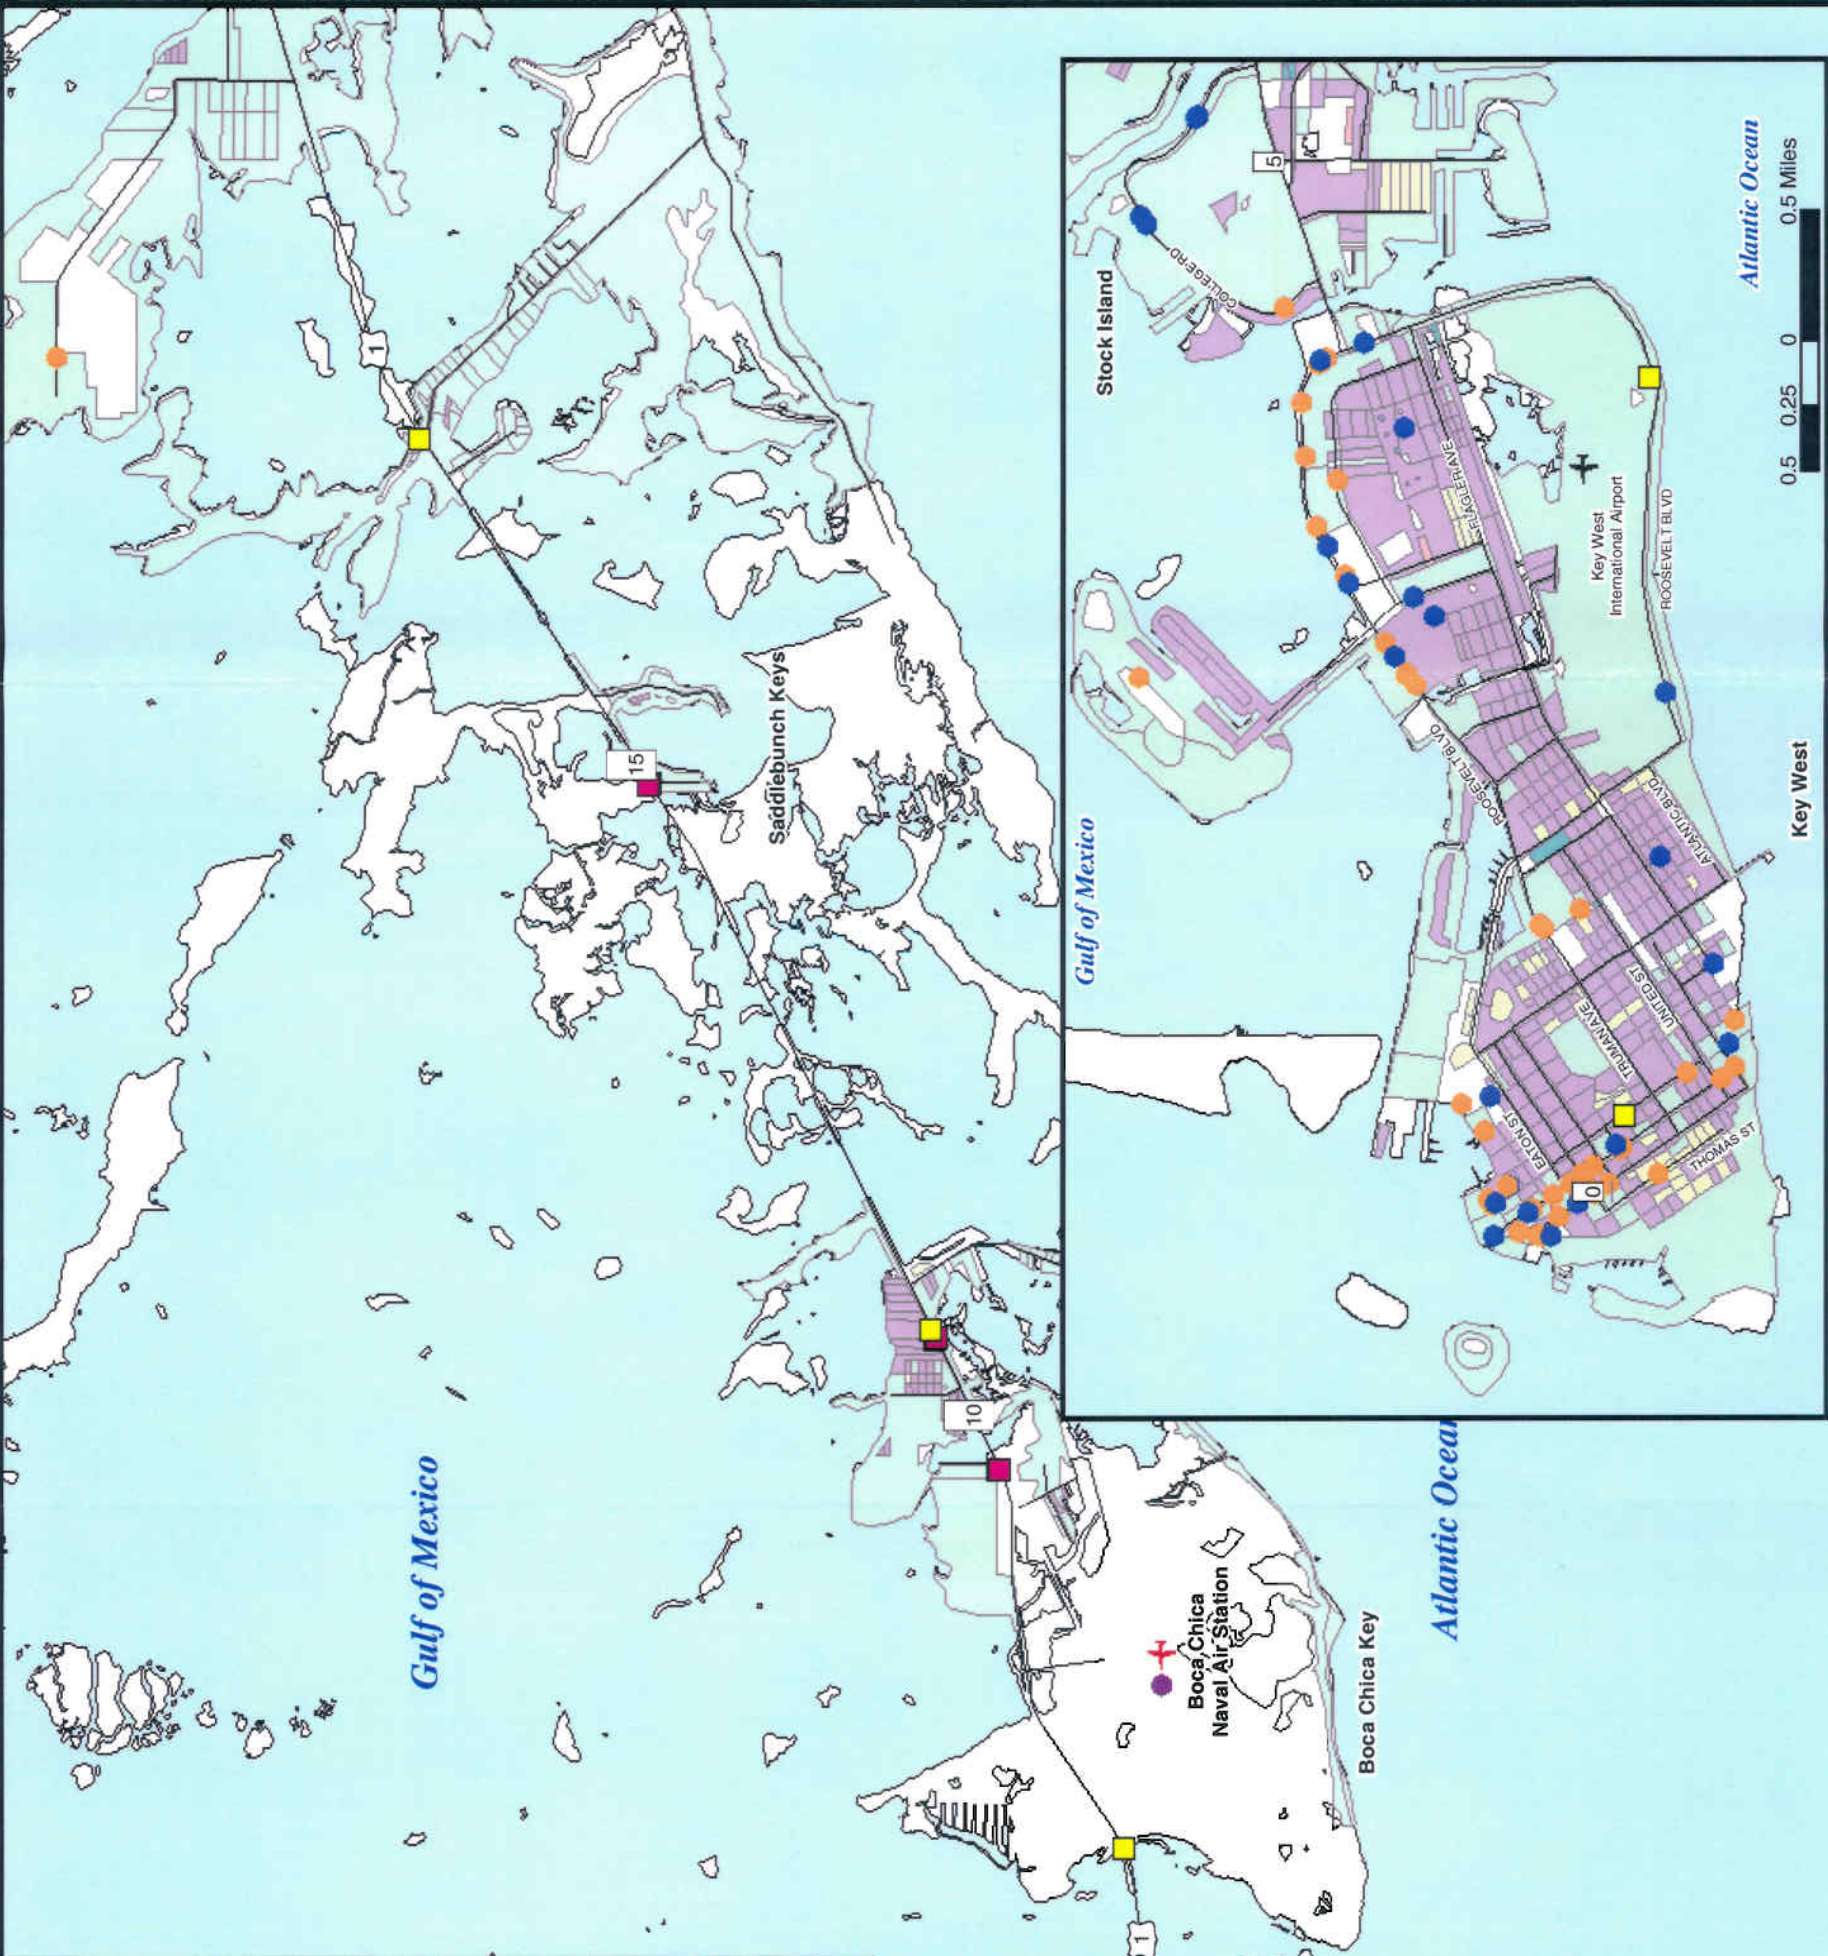 1
15
Saddlebunch Keys
10
Gulf of Mexico
Boca Chica
Naval Air Station
Boca Chica Key
Atlantic Ocean
1
Stock Island
5
COLLEGE RD
Atlantic Ocean
0.5 0.25 0 0.5 Miles
FLAGLER AVE
Key West
International Airport
ROOSEVELT BLVD
Gulf of Mexico
ROOSEVELT BLVD
ATLANTIC BLVD
Key West
UNITED ST
TRUMAN AVE
EATON ST
THOMAS ST
0